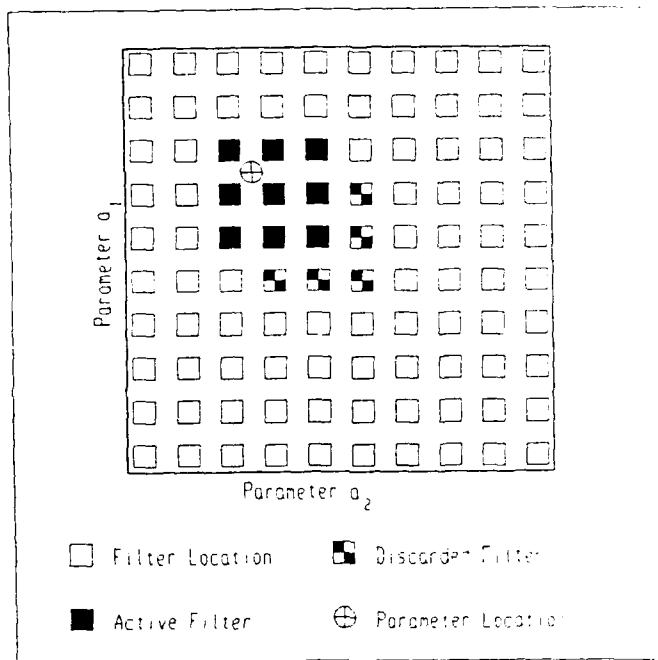 Parameter a1
Parameter a2
Filter Location
Discarded Filter
Active Filter
Parameter Location